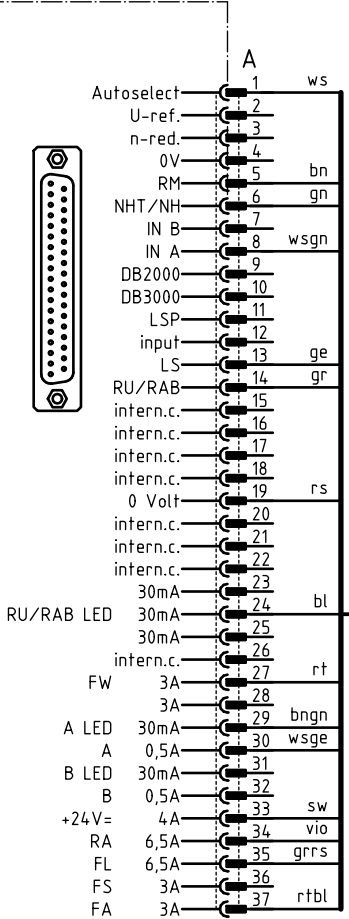 A
Autoselect 1 ws
U-ref. 2
n-red. 3
0V 4
RM 5 bn
NHT/NH 6 gn
IN B 7
IN A 8 wsgn
DB2000 9
DB3000 10
LSP 11
input 12
LS 13 ge
RU/RAB 14 gr
intern.c. 15
intern.c. 16
intern.c. 17
intern.c. 18
0 Volt 19 rs
intern.c. 20
intern.c. 21
intern.c. 22
30mA 23
RU/RAB LED 30mA 24 bl
30mA 25
intern.c. 26
FW 3A 27 rt
3A 28
A LED 30mA 29 bngn
A 0,5A 30 wsge
B LED 30mA 31
B 0,5A 32
+24V= 4A 33 sw
RA 6,5A 34 vio
FL 6,5A 35 grrs
FS 3A 36
FA 3A 37 rtbl